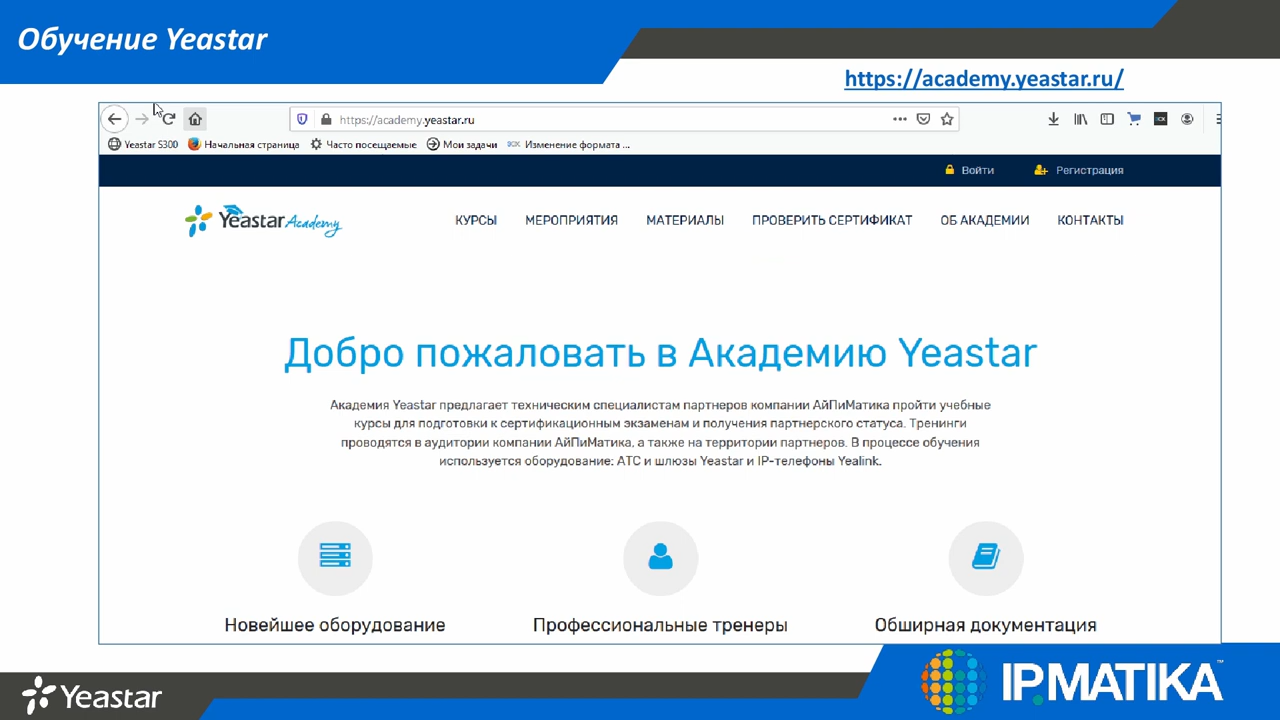 Обучение Yeastar
https://academy.yeastar.ru/
https://academy.yeastar.ru
Yeastar S300 Начальная страница Часто посещаемые Мои задачи Изменение формата ...
Войти Регистрация
Yeastar Academy КУРСЫ МЕРОПРИЯТИЯ МАТЕРИАЛЫ ПРОВЕРИТЬ СЕРТИФИКАТ ОБ АКАДЕМИИ КОНТАКТЫ
Добро пожаловать в Академию Yeastar
Академия Yeastar предлагает техническим специалистам партнеров компании АйПиМатика пройти учебные
курсы для подготовки к сертификационным экзаменам и получения партнерского статуса. Тренинги
проводятся в аудитории компании АйПиМатика, а также на территории партнеров. В процессе обучения
используется оборудование: АТС и шлюзы Yeastar и IP-телефоны Yealink.
Новейшее оборудование Профессиональные тренеры Обширная документация
Yeastar IPMATIKA™